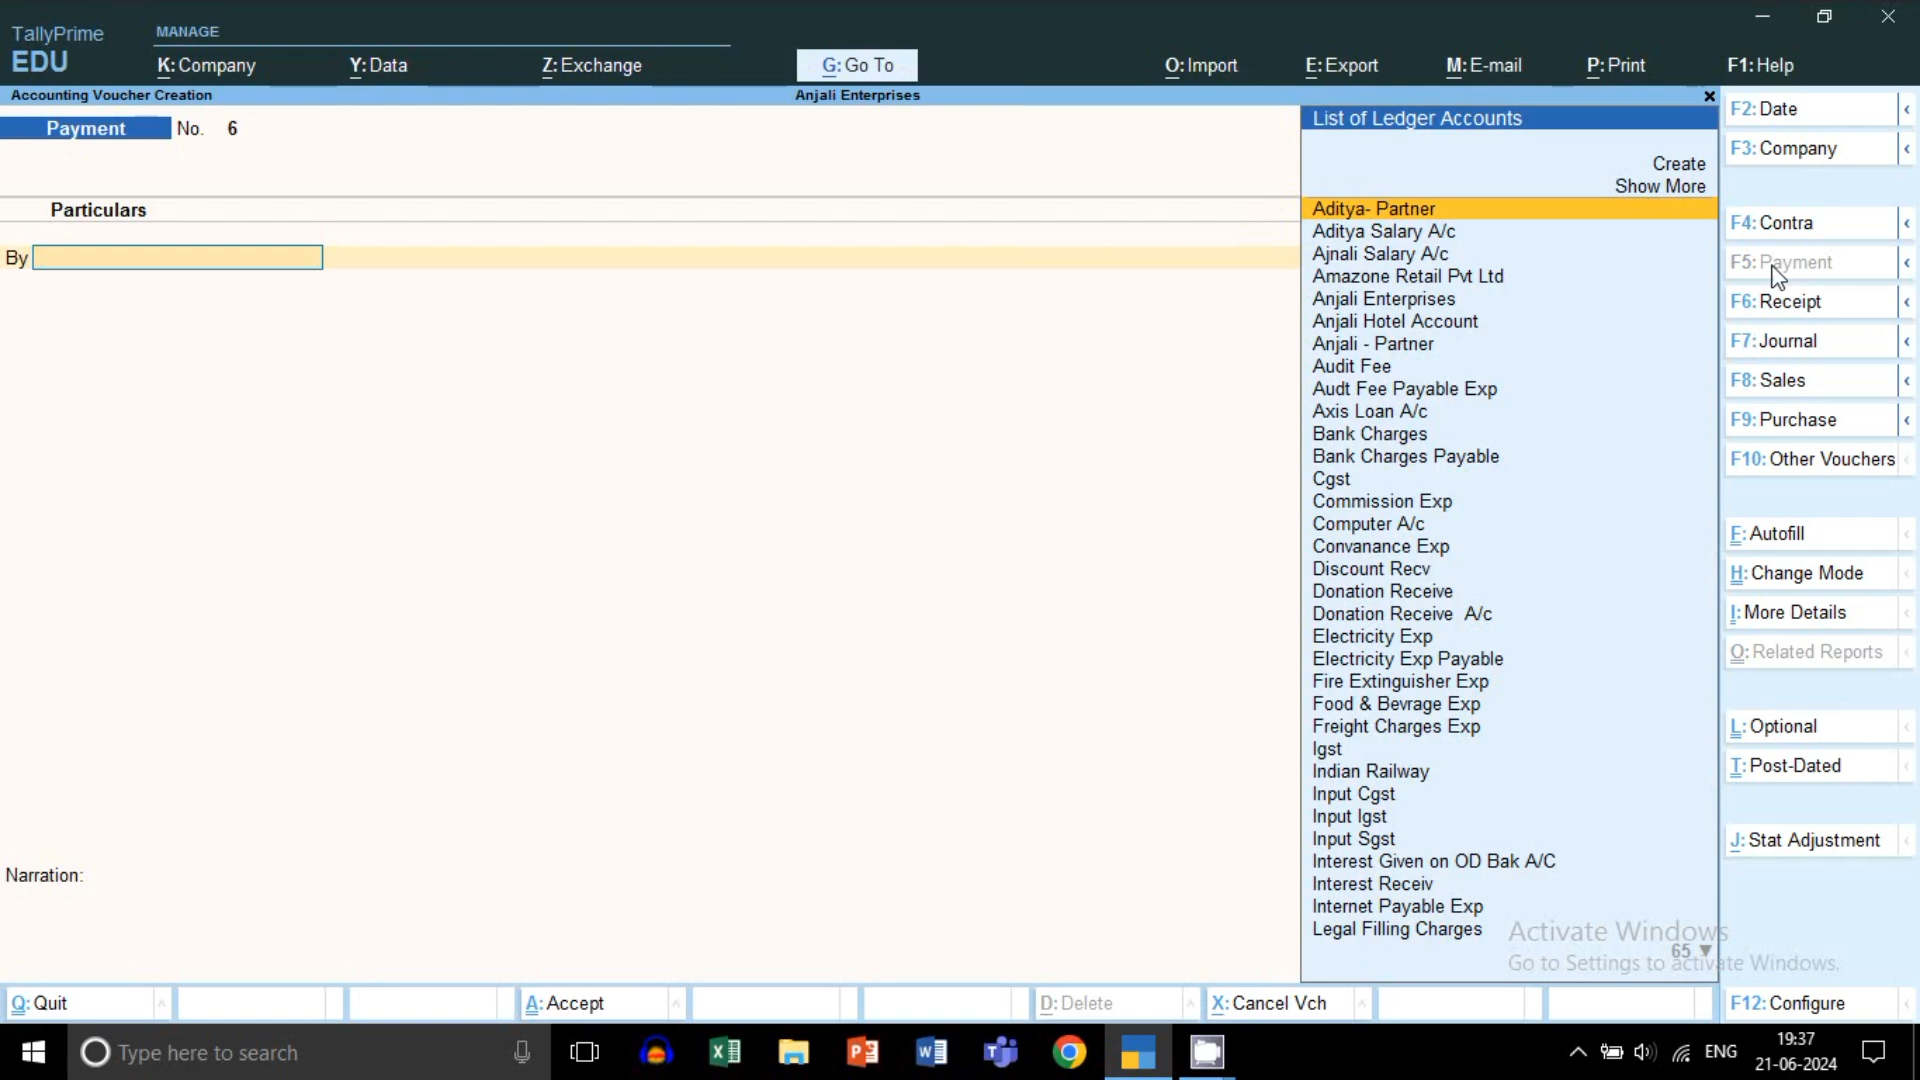 TallyPrime
EDU
MANAGE
K: Company
Y: Data
Z: Exchange
G: Go To
O: Import
E: Export
M: E-mail
P: Print
F1: Help
Accounting Voucher Creation
Anjali Enterprises
Payment No. 6
Particulars
By
Narration:
List of Ledger Accounts
Create
Show More
Aditya- Partner
Aditya Salary A/c
Ajnali Salary A/c
Amazone Retail Pvt Ltd
Anjali Enterprises
Anjali Hotel Account
Anjali - Partner
Audit Fee
Audt Fee Payable Exp
Axis Loan A/c
Bank Charges
Bank Charges Payable
Cgst
Commission Exp
Computer A/c
Convanance Exp
Discount Recv
Donation Receive
Donation Receive A/c
Electricity Exp
Electricity Exp Payable
Fire Extinguisher Exp
Food & Bevrage Exp
Freight Charges Exp
Igst
Indian Railway
Input Cgst
Input Igst
Input Sgst
Interest Given on OD Bak A/C
Interest Receiv
Internet Payable Exp
Legal Filling Charges
65 ▼
F2: Date
F3: Company
F4: Contra
F5: Payment
F6: Receipt
F7: Journal
F8: Sales
F9: Purchase
F10: Other Vouchers
F: Autofill
H: Change Mode
I: More Details
O: Related Reports
L: Optional
T: Post-Dated
J: Stat Adjustment
Activate Windows
Go to Settings to activate Windows.
Q: Quit
A: Accept
D: Delete
X: Cancel Vch
F12: Configure
Type here to search
ENG
19:37
21-06-2024